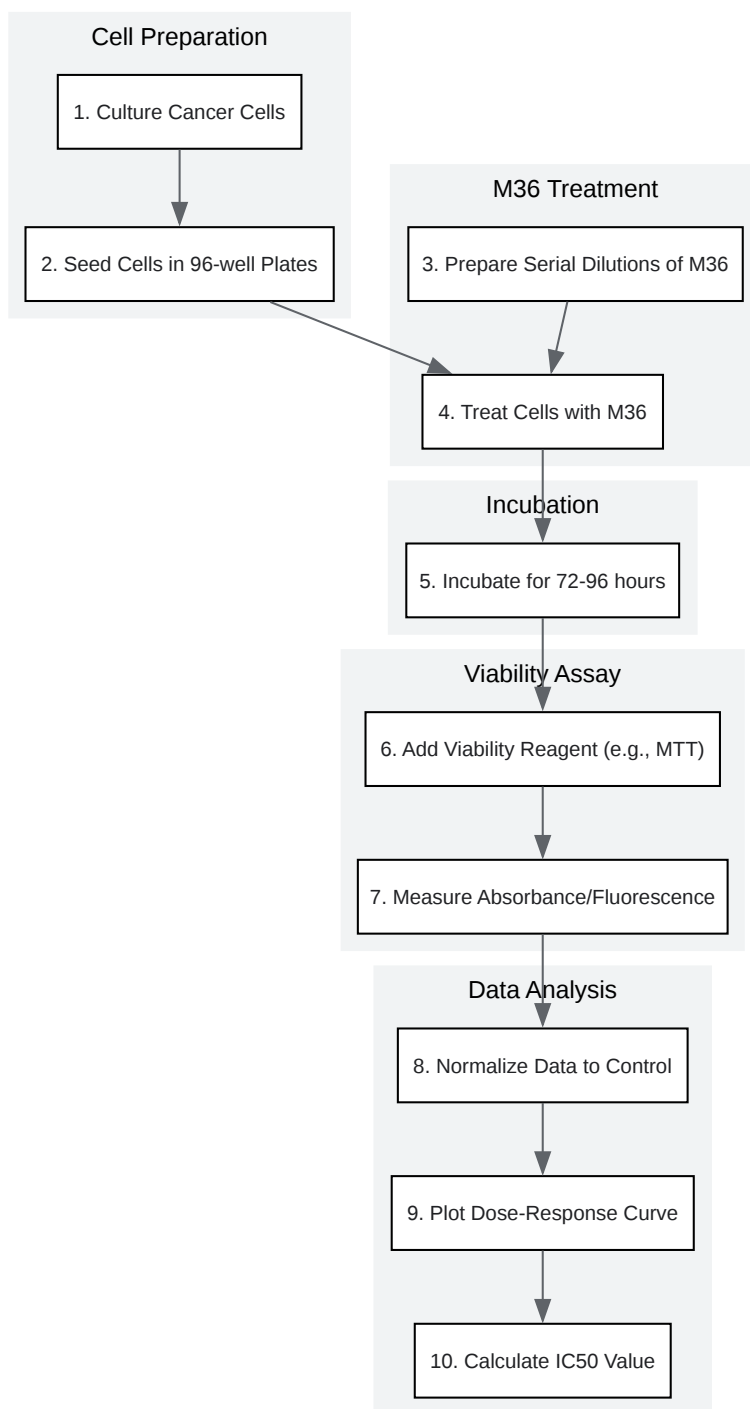 Cell Preparation
1. Culture Cancer Cells
2. Seed Cells in 96-well Plates
M36 Treatment
3. Prepare Serial Dilutions of M36
4. Treat Cells with M36
Incubation
5. Incubate for 72-96 hours
Viability Assay
6. Add Viability Reagent (e.g., MTT)
7. Measure Absorbance/Fluorescence
Data Analysis
8. Normalize Data to Control
9. Plot Dose-Response Curve
10. Calculate IC50 Value